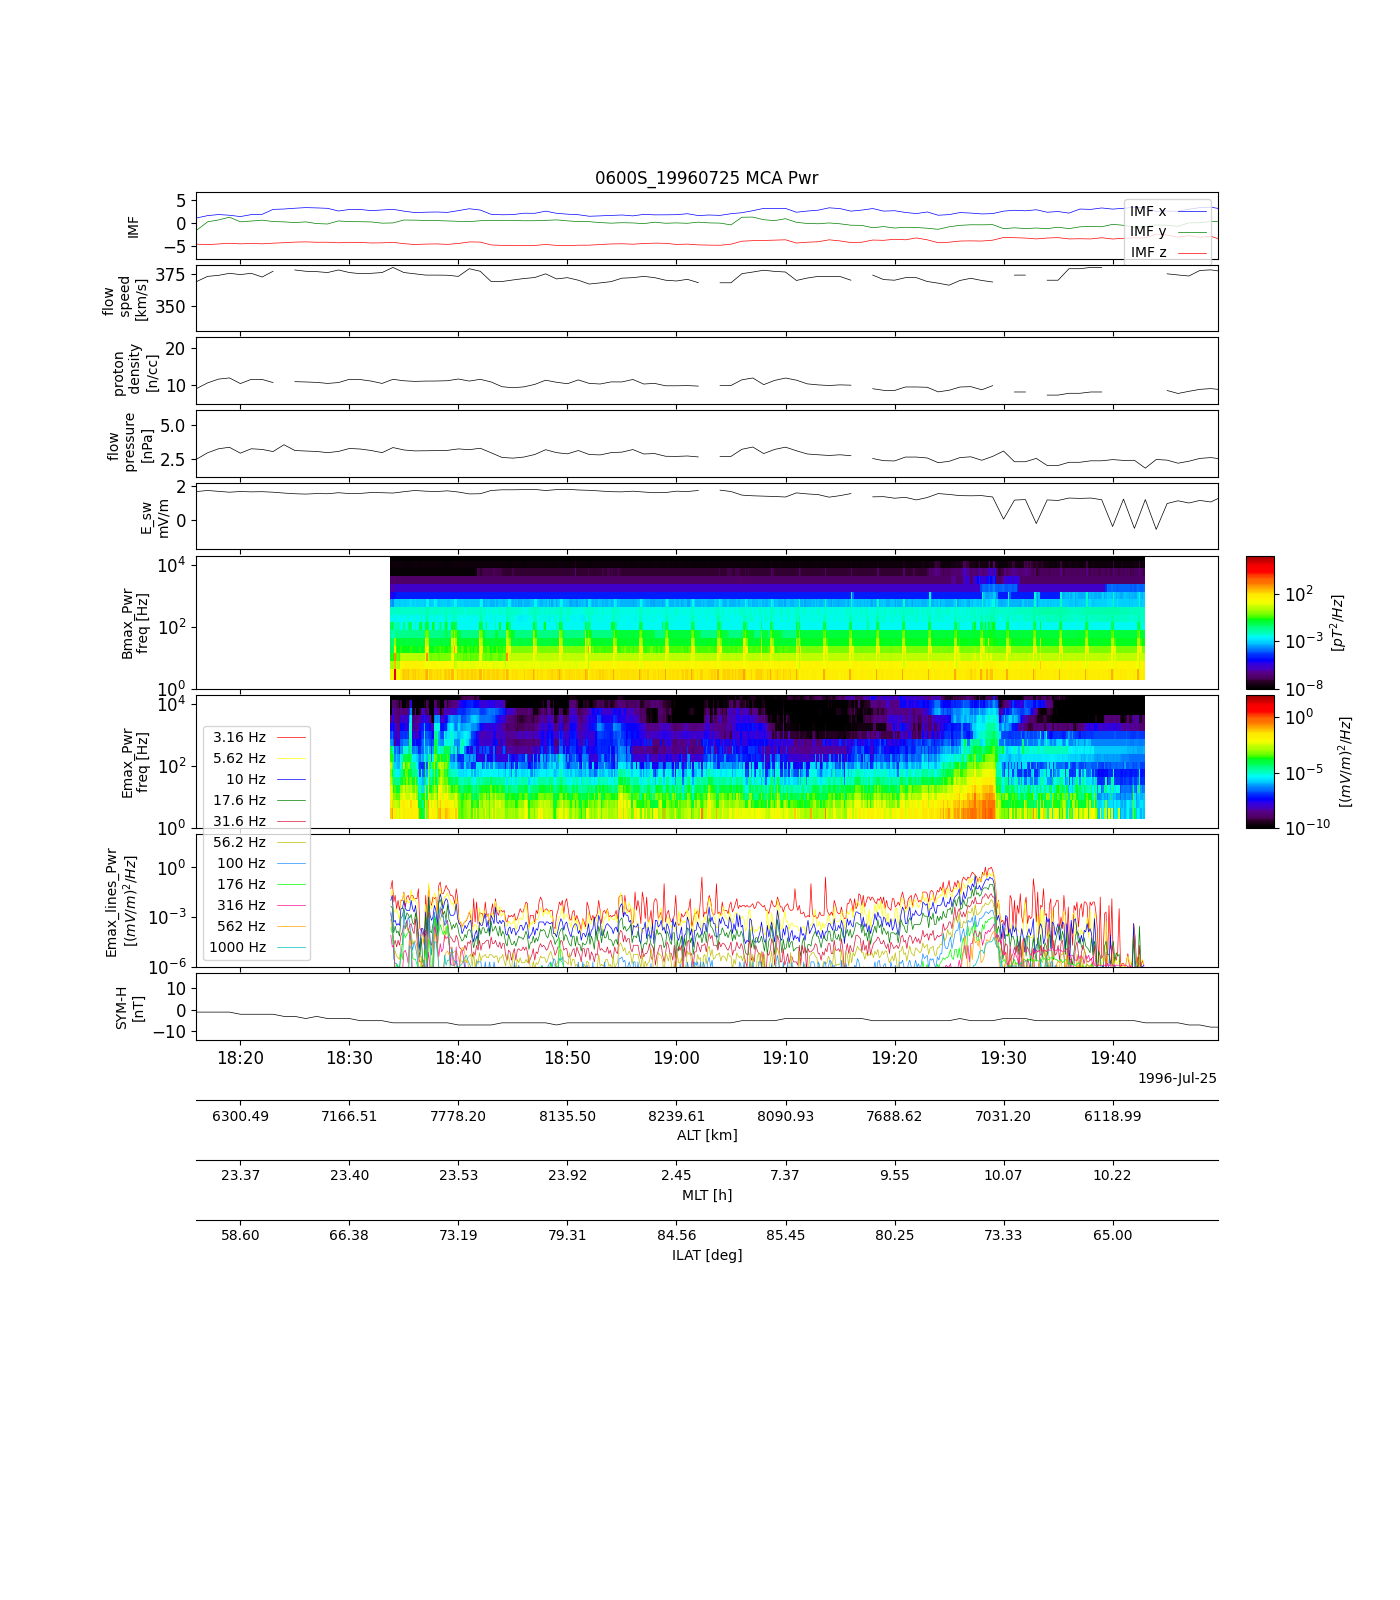 0600S_19960725 MCA Pwr
5
0
−5
IMF
IMF x
IMF y
IMF z
375
350
flow
speed
[km/s]
20
10
proton
density
[n/cc]
5.0
2.5
flow
pressure
[nPa]
2
0
E_sw
mV/m
10^4
10^2
10^0
Bmax_Pwr
freq [Hz]
10^2
10^−3
10^−8
[pT^2/Hz]
10^4
10^2
10^0
Emax_Pwr
freq [Hz]
10^0
10^−5
10^−10
[(mV/m)^2/Hz]
3.16 Hz
5.62 Hz
10 Hz
17.6 Hz
31.6 Hz
56.2 Hz
100 Hz
176 Hz
316 Hz
562 Hz
1000 Hz
10^0
10^−3
10^−6
Emax_lines_Pwr
[(mV/m)^2/Hz]
10
0
−10
SYM-H
[nT]
18:20 18:30 18:40 18:50 19:00 19:10 19:20 19:30 19:40
1996-Jul-25
6300.49 7166.51 7778.20 8135.50 8239.61 8090.93 7688.62 7031.20 6118.99
ALT [km]
23.37 23.40 23.53 23.92 2.45 7.37 9.55 10.07 10.22
MLT [h]
58.60 66.38 73.19 79.31 84.56 85.45 80.25 73.33 65.00
ILAT [deg]